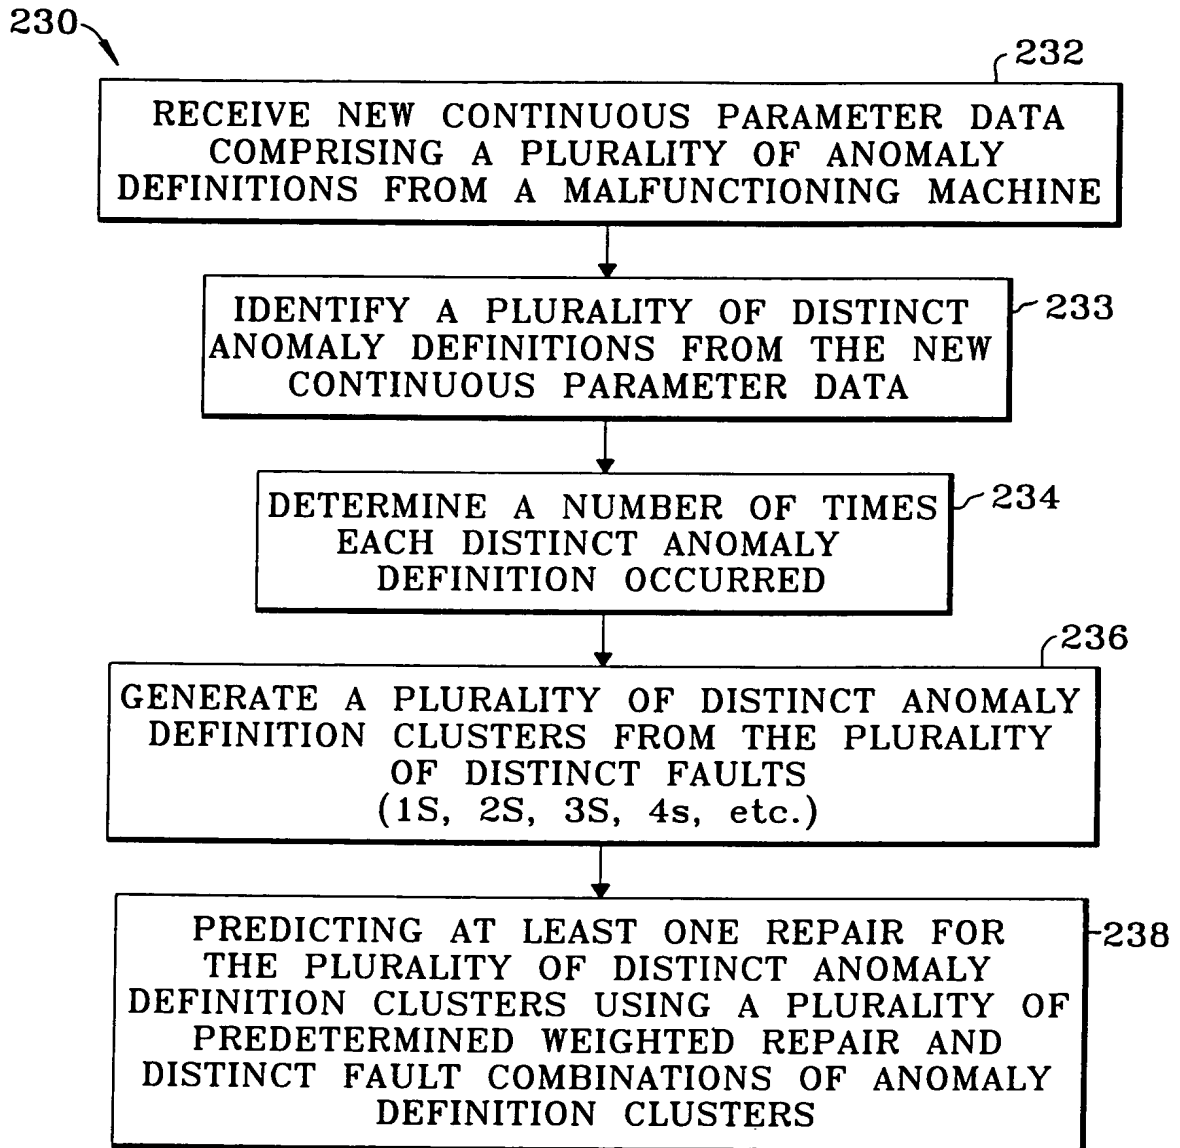 230
232
RECEIVE NEW CONTINUOUS PARAMETER DATA
COMPRISING A PLURALITY OF ANOMALY
DEFINITIONS FROM A MALFUNCTIONING MACHINE
IDENTIFY A PLURALITY OF DISTINCT
ANOMALY DEFINITIONS FROM THE NEW
CONTINUOUS PARAMETER DATA
233
DETERMINE A NUMBER OF TIMES
EACH DISTINCT ANOMALY
DEFINITION OCCURRED
234
236
GENERATE A PLURALITY OF DISTINCT ANOMALY
DEFINITION CLUSTERS FROM THE PLURALITY
OF DISTINCT FAULTS
(1S, 2S, 3S, 4s, etc.)
PREDICTING AT LEAST ONE REPAIR FOR
THE PLURALITY OF DISTINCT ANOMALY
DEFINITION CLUSTERS USING A PLURALITY OF
PREDETERMINED WEIGHTED REPAIR AND
DISTINCT FAULT COMBINATIONS OF ANOMALY
DEFINITION CLUSTERS
238